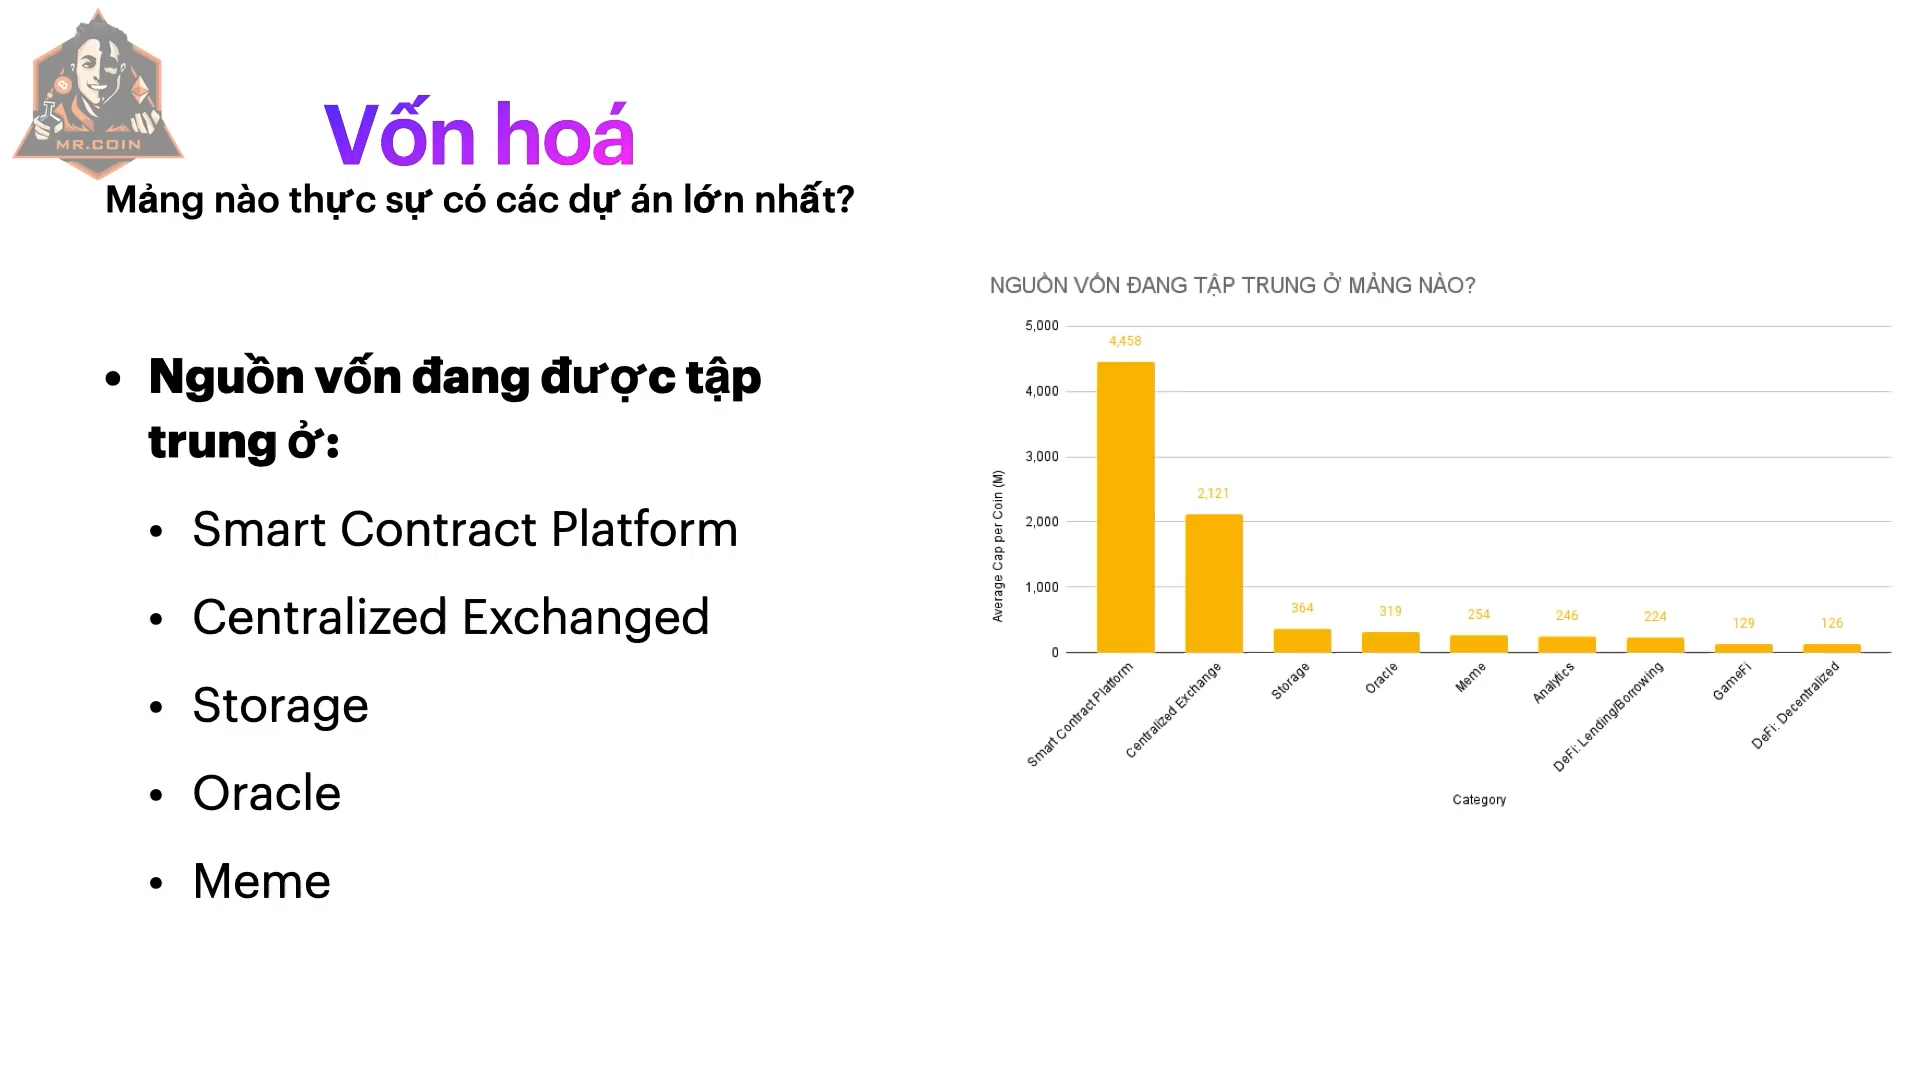 MR.COIN
Vốn hoá
Mảng nào thực sự có các dự án lớn nhất?
• Nguồn vốn đang được tập
trung ở:
• Smart Contract Platform
• Centralized Exchanged
• Storage
• Oracle
• Meme
NGUỒN VỐN ĐANG TẬP TRUNG Ở MẢNG NÀO?
Average Cap per Coin (M)
5,000
4,000
3,000
2,000
1,000
0
4,458
2,121
364
319
254
246
224
129
126
Smart Contract Platform
Centralized Exchange
Storage
Oracle
Meme
Analytics
DeFi: Lending/Borrowing
GameFi
DeFi: Decentralized
Category